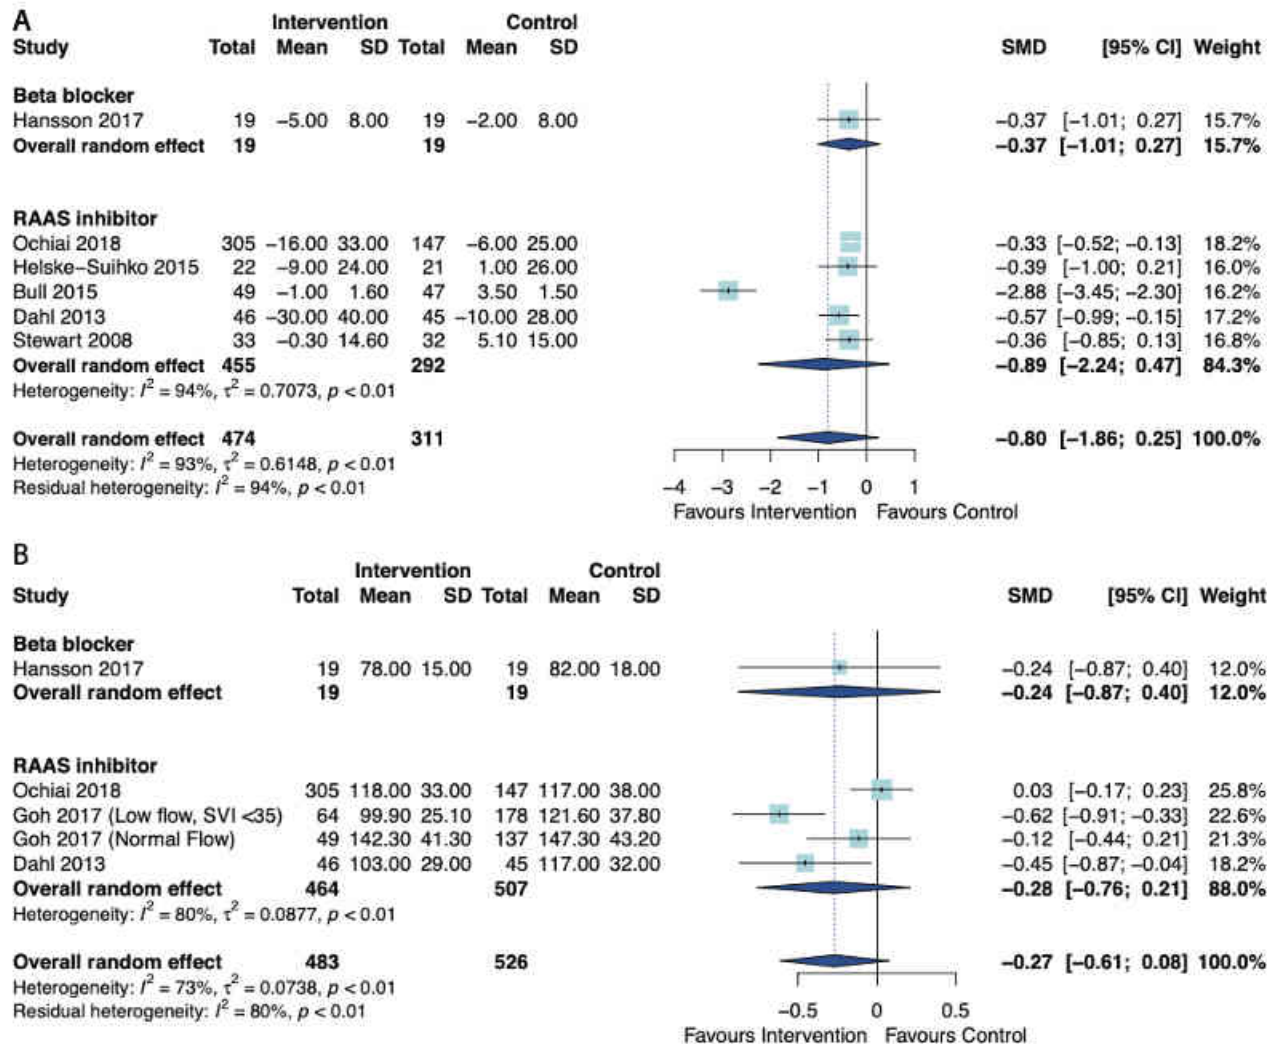 A
Intervention Control
Study Total Mean SD Total Mean SD SMD [95% CI] Weight
Beta blocker
Hansson 2017 19 −5.00 8.00 19 −2.00 8.00 −0.37 [−1.01; 0.27] 15.7%
Overall random effect 19 19 −0.37 [−1.01; 0.27] 15.7%
RAAS inhibitor
Ochiai 2018 305 −16.00 33.00 147 −6.00 25.00 −0.33 [−0.52; −0.13] 18.2%
Helske−Suihko 2015 22 −9.00 24.00 21 1.00 26.00 −0.39 [−1.00; 0.21] 16.0%
Bull 2015 49 −1.00 1.60 47 3.50 1.50 −2.88 [−3.45; −2.30] 16.2%
Dahl 2013 46 −30.00 40.00 45 −10.00 28.00 −0.57 [−0.99; −0.15] 17.2%
Stewart 2008 33 −0.30 14.60 32 5.10 15.00 −0.36 [−0.85; 0.13] 16.8%
Overall random effect 455 292 −0.89 [−2.24; 0.47] 84.3%
Heterogeneity: I² = 94%, τ² = 0.7073, p < 0.01
Overall random effect 474 311 −0.80 [−1.86; 0.25] 100.0%
Heterogeneity: I² = 93%, τ² = 0.6148, p < 0.01
Residual heterogeneity: I² = 94%, p < 0.01
−4 −3 −2 −1 0 1
Favours Intervention Favours Control
B
Intervention Control
Study Total Mean SD Total Mean SD SMD [95% CI] Weight
Beta blocker
Hansson 2017 19 78.00 15.00 19 82.00 18.00 −0.24 [−0.87; 0.40] 12.0%
Overall random effect 19 19 −0.24 [−0.87; 0.40] 12.0%
RAAS inhibitor
Ochiai 2018 305 118.00 33.00 147 117.00 38.00 0.03 [−0.17; 0.23] 25.8%
Goh 2017 (Low flow, SVI <35) 64 99.90 25.10 178 121.60 37.80 −0.62 [−0.91; −0.33] 22.6%
Goh 2017 (Normal Flow) 49 142.30 41.30 137 147.30 43.20 −0.12 [−0.44; 0.21] 21.3%
Dahl 2013 46 103.00 29.00 45 117.00 32.00 −0.45 [−0.87; −0.04] 18.2%
Overall random effect 464 507 −0.28 [−0.76; 0.21] 88.0%
Heterogeneity: I² = 80%, τ² = 0.0877, p < 0.01
Overall random effect 483 526 −0.27 [−0.61; 0.08] 100.0%
Heterogeneity: I² = 73%, τ² = 0.0738, p < 0.01
Residual heterogeneity: I² = 80%, p < 0.01
−0.5 0 0.5
Favours Intervention Favours Control